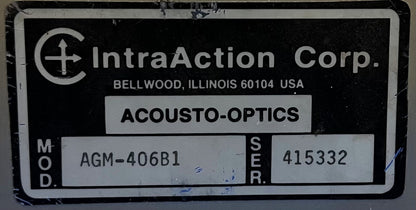 IntraAction Corp.
BELLWOOD, ILLINOIS 60104 USA
ACOUSTO-OPTICS
MOD. AGM-406B1 SER. 415332